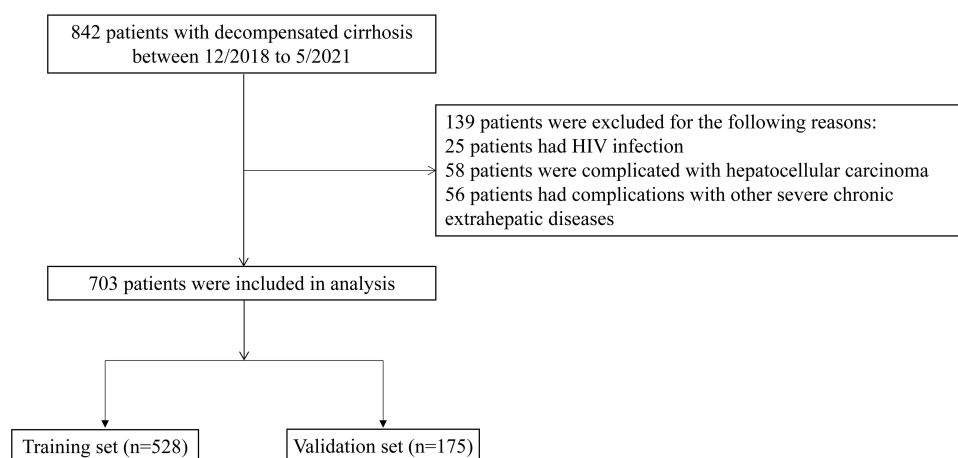 842 patients with decompensated cirrhosis
between 12/2018 to 5/2021
139 patients were excluded for the following reasons:
25 patients had HIV infection
58 patients were complicated with hepatocellular carcinoma
56 patients had complications with other severe chronic
extrahepatic diseases
703 patients were included in analysis
Training set (n=528)
Validation set (n=175)